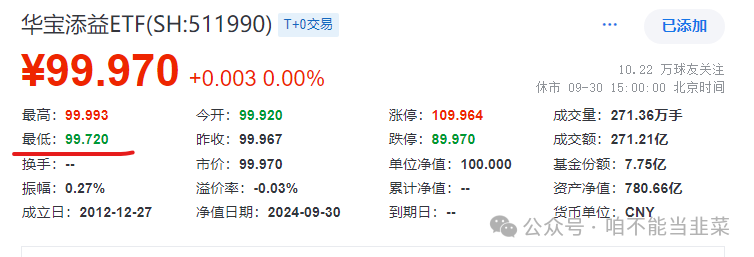 华宝添益ETF(SH:511990) T+0交易 ··· 已添加
¥99.970 +0.003 0.00%
10.22 万球友关注
休市 09-30 15:00:00 北京时间
最高：99.993 今开：99.920 涨停：109.964 成交量：271.36万手
最低：99.720 昨收：99.967 跌停：89.970 成交额：271.21亿
换手：-- 市价：99.970 单位净值：100.000 基金份额：7.75亿
振幅：0.27% 溢价率：-0.03% 累计净值：-- 资产净值：780.66亿
成立日：2012-12-27 净值日期：2024-09-30 到期日：-- 货币单位：CNY
公众号·咱不能当韭菜